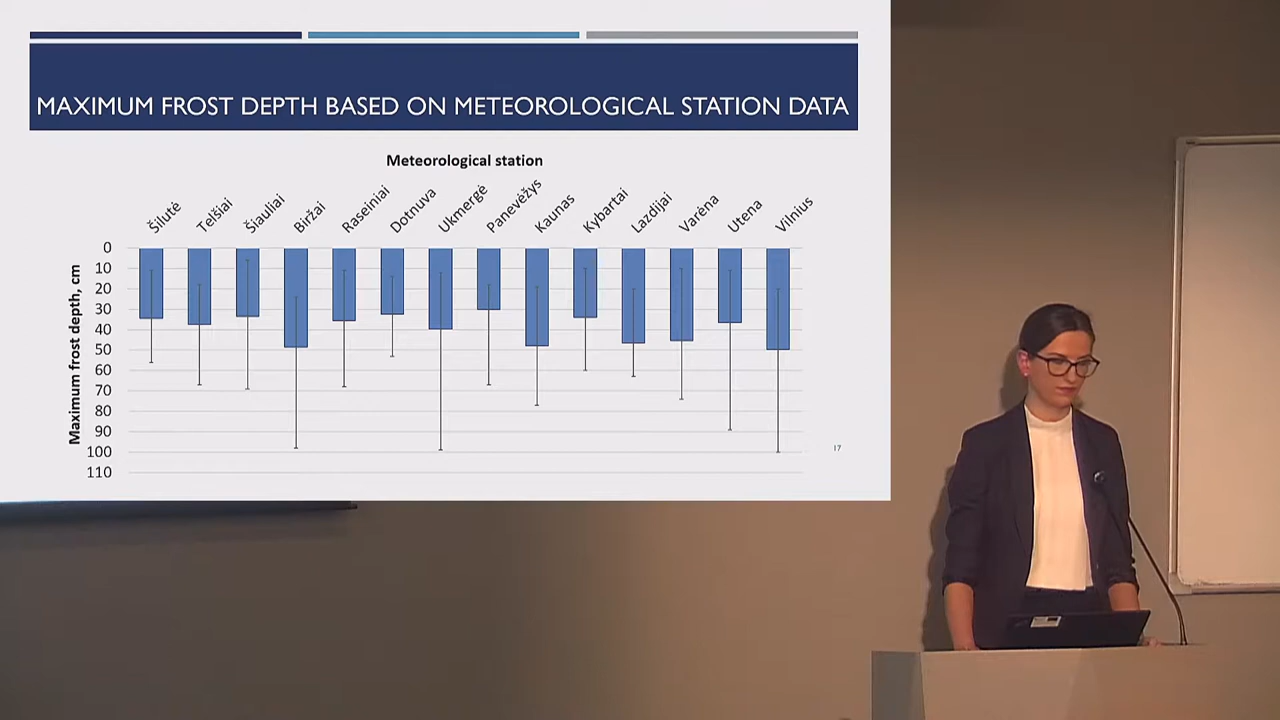 MAXIMUM FROST DEPTH BASED ON METEOROLOGICAL STATION DATA
Meteorological station
Šilutė
Telšiai
Šiauliai
Biržai
Raseiniai
Dotnuva
Ukmergė
Panevėžys
Kaunas
Kybartai
Lazdijai
Varėna
Utena
Vilnius
Maximum frost depth, cm
0
10
20
30
40
50
60
70
80
90
100
110
17